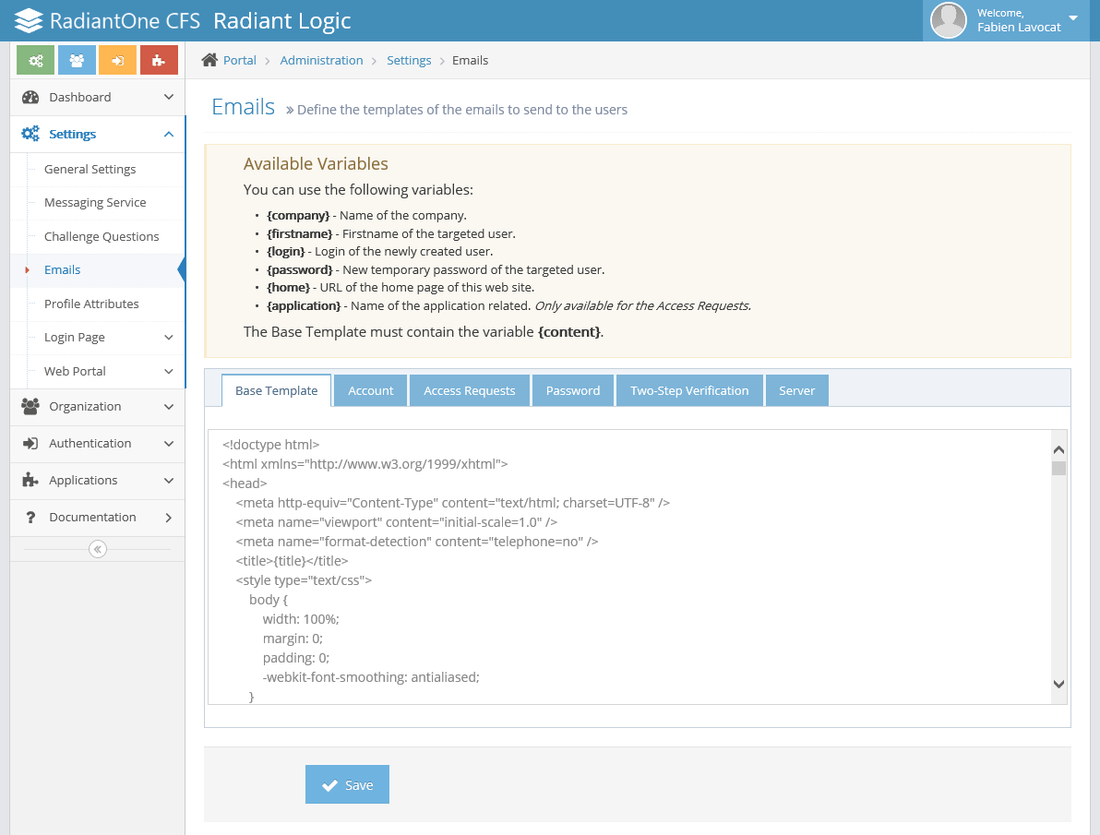 RadiantOne CFS Radiant Logic
Welcome,
Fabien Lavocat
Portal > Administration > Settings > Emails
Dashboard
Settings
General Settings
Messaging Service
Challenge Questions
Emails
Profile Attributes
Login Page
Web Portal
Organization
Authentication
Applications
Documentation
Emails » Define the templates of the emails to send to the users
Available Variables
You can use the following variables:
• {company} - Name of the company.
• {firstname} - Firstname of the targeted user.
• {login} - Login of the newly created user.
• {password} - New temporary password of the targeted user.
• {home} - URL of the home page of this web site.
• {application} - Name of the application related. Only available for the Access Requests.
The Base Template must contain the variable {content}.
Base Template Account Access Requests Password Two-Step Verification Server
<!doctype html>
<html xmlns="http://www.w3.org/1999/xhtml">
<head>
<meta http-equiv="Content-Type" content="text/html; charset=UTF-8" />
<meta name="viewport" content="initial-scale=1.0" />
<meta name="format-detection" content="telephone=no" />
<title>{title}</title>
<style type="text/css">
body {
width: 100%;
margin: 0;
padding: 0;
-webkit-font-smoothing: antialiased;
}
Save